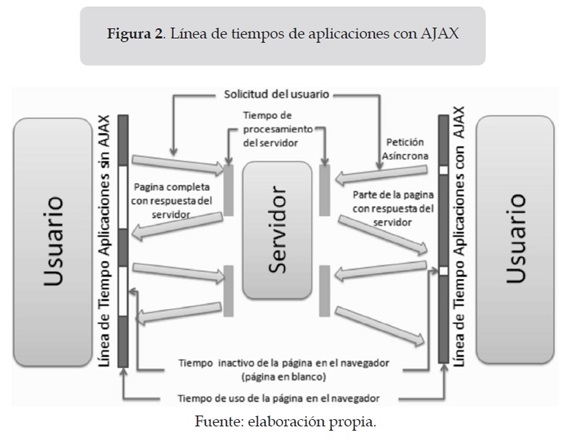 Figura 2. Línea de tiempos de aplicaciones con AJAX
Solicitud del usuario
Tiempo de
procesamiento
del servidor
Petición
Asíncrona
Usuario
Línea de Tiempo Aplicaciones sin AJAX
Pagina completa
con respuesta del
servidor
Servidor
Parte de la pagina
con respuesta del
servidor
Línea de Tiempo Aplicaciones con AJAX
Usuario
Tiempo inactivo de la página en el navegador
(página en blanco)
Tiempo de uso de la página en el navegador
Fuente: elaboración propia.